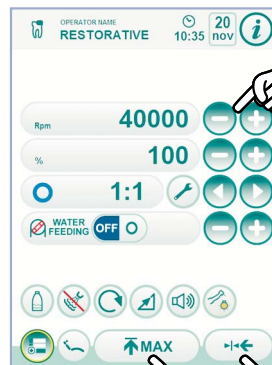 OPERATOR NAME
RESTORATIVE
10:35
20
nov
i
Rpm 40000
% 100
1:1
WATER
FEEDING OFF
MAX